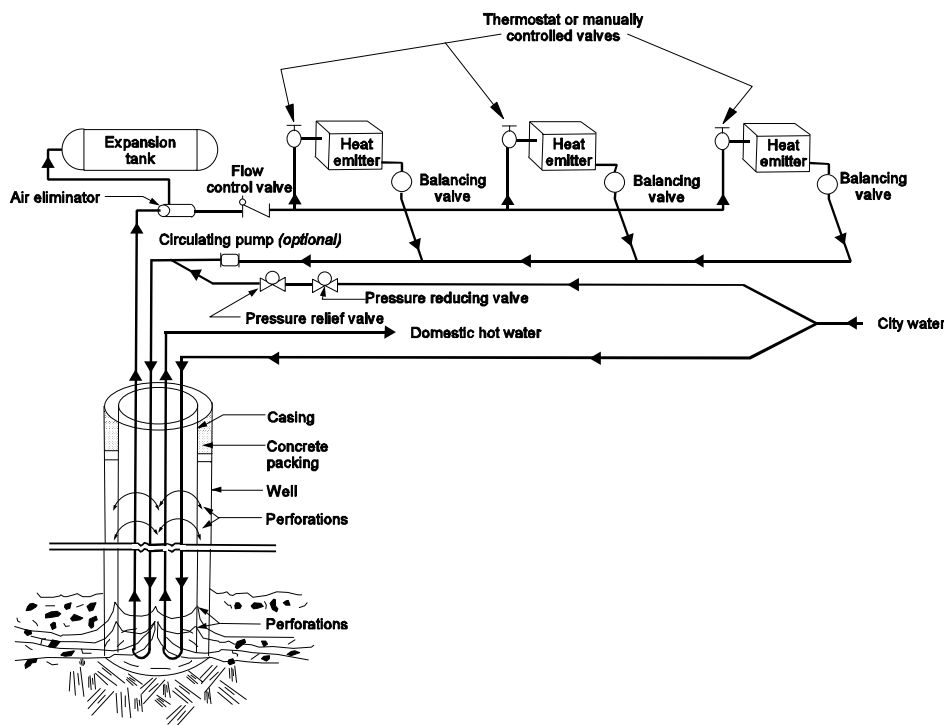 Thermostat or manually
controlled valves
Expansion
tank
Heat
emitter
Heat
emitter
Heat
emitter
Flow
control valve
Air eliminator
Balancing
valve
Balancing
valve
Balancing
valve
Circulating pump (optional)
Pressure reducing valve
Pressure relief valve
City water
Domestic hot water
Casing
Concrete
packing
Well
Perforations
Perforations